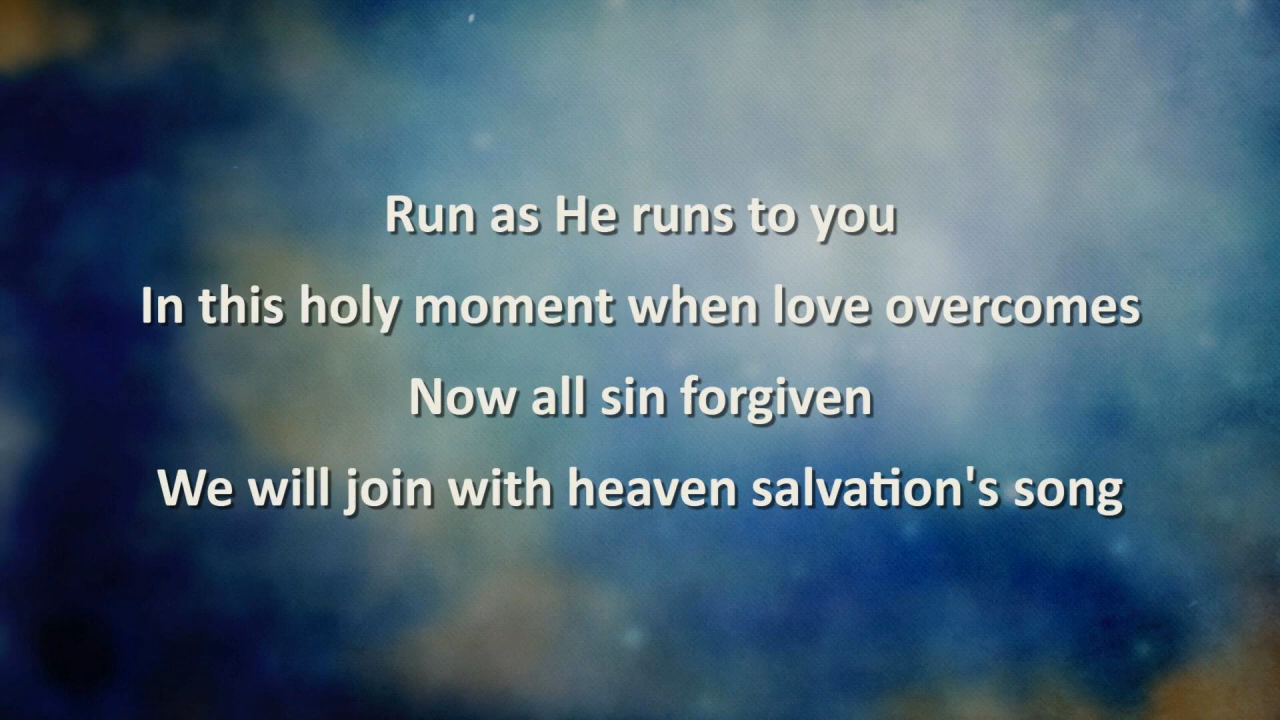 Run as He runs to you
In this holy moment when love overcomes
Now all sin forgiven
We will join with heaven salvation's song